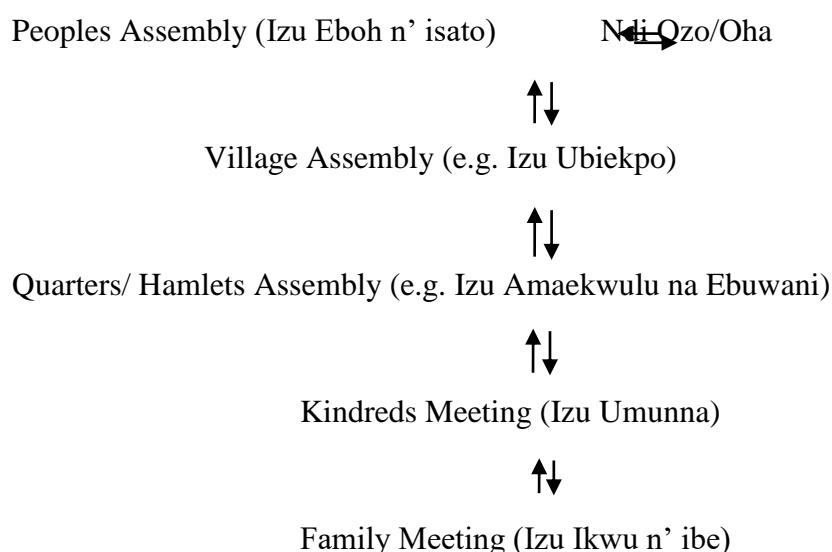 Peoples Assembly (Izu Eboh n’ isato) Ndi Ozo/Oha
Village Assembly (e.g. Izu Ubiekpo)
Quarters/ Hamlets Assembly (e.g. Izu Amaekwulu na Ebuwani)
Kindreds Meeting (Izu Umunna)
Family Meeting (Izu Ikwu n’ ibe)